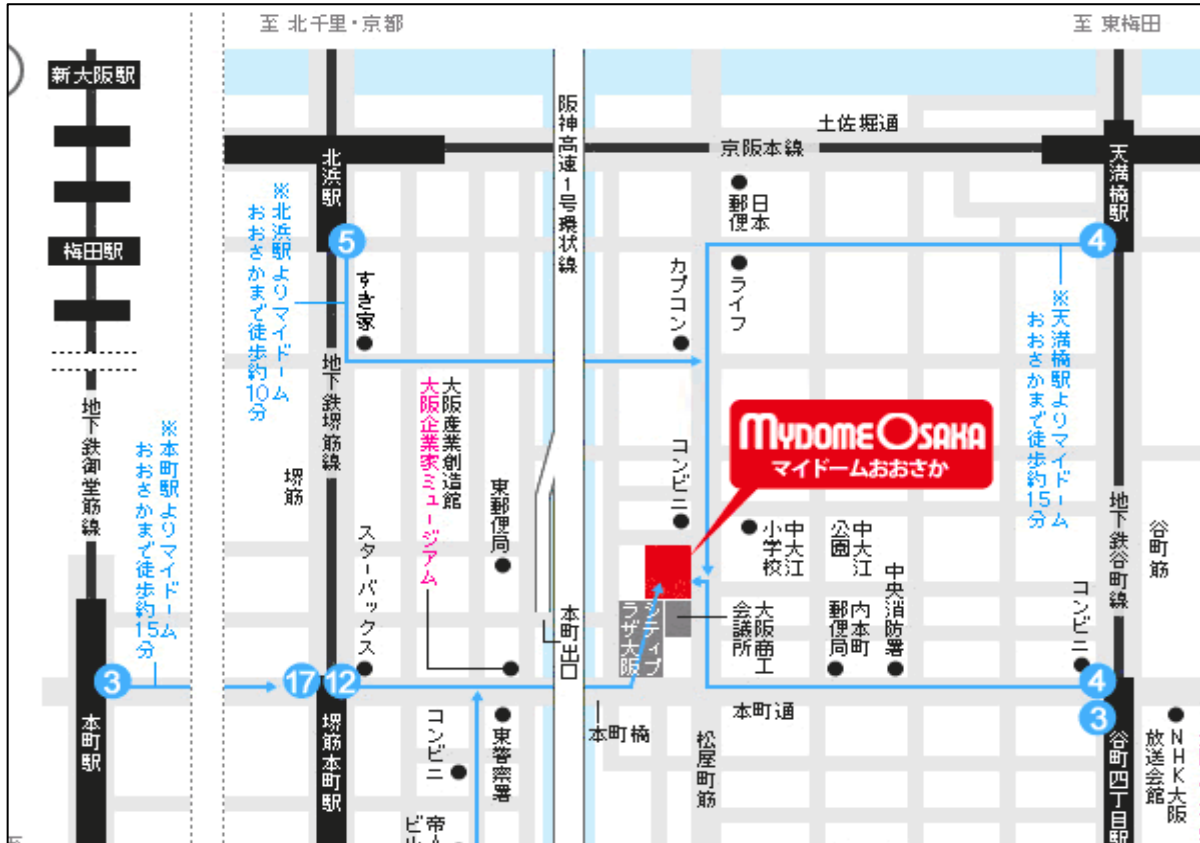 至 北千里・京都
至 東梅田
新大阪駅
梅田駅
地下鉄御堂筋線
※本町駅よりマイドーム
おおさかまで徒歩約15分
3
本町駅
北浜駅
※北浜駅よりマイドーム
おおさかまで徒歩約10分
5
すき家
地下鉄堺筋線
堺筋
スターバックス
17
12
堺筋本町駅
大阪産業創造館
大阪企業家ミュージアム
東郵便局
コンビニ
東警察署
阪神高速1号環状線
本町出口
本町橋
土佐堀通
京阪本線
日本
郵便
ライフ
カプコン
コンビニ
MYDOME OSAKA
マイドームおおさか
シティプ
ラザ大阪
大阪商工
会議所
中大江
小学校
中大江
公園
内本町
郵便局
中央消防署
本町通
松屋町筋
天満橋駅
4
※天満橋駅よりマイドーム
おおさかまで徒歩約15分
地下鉄谷町線
谷町筋
コンビニ
4
3
谷町四丁目駅
NHK大阪
放送会館